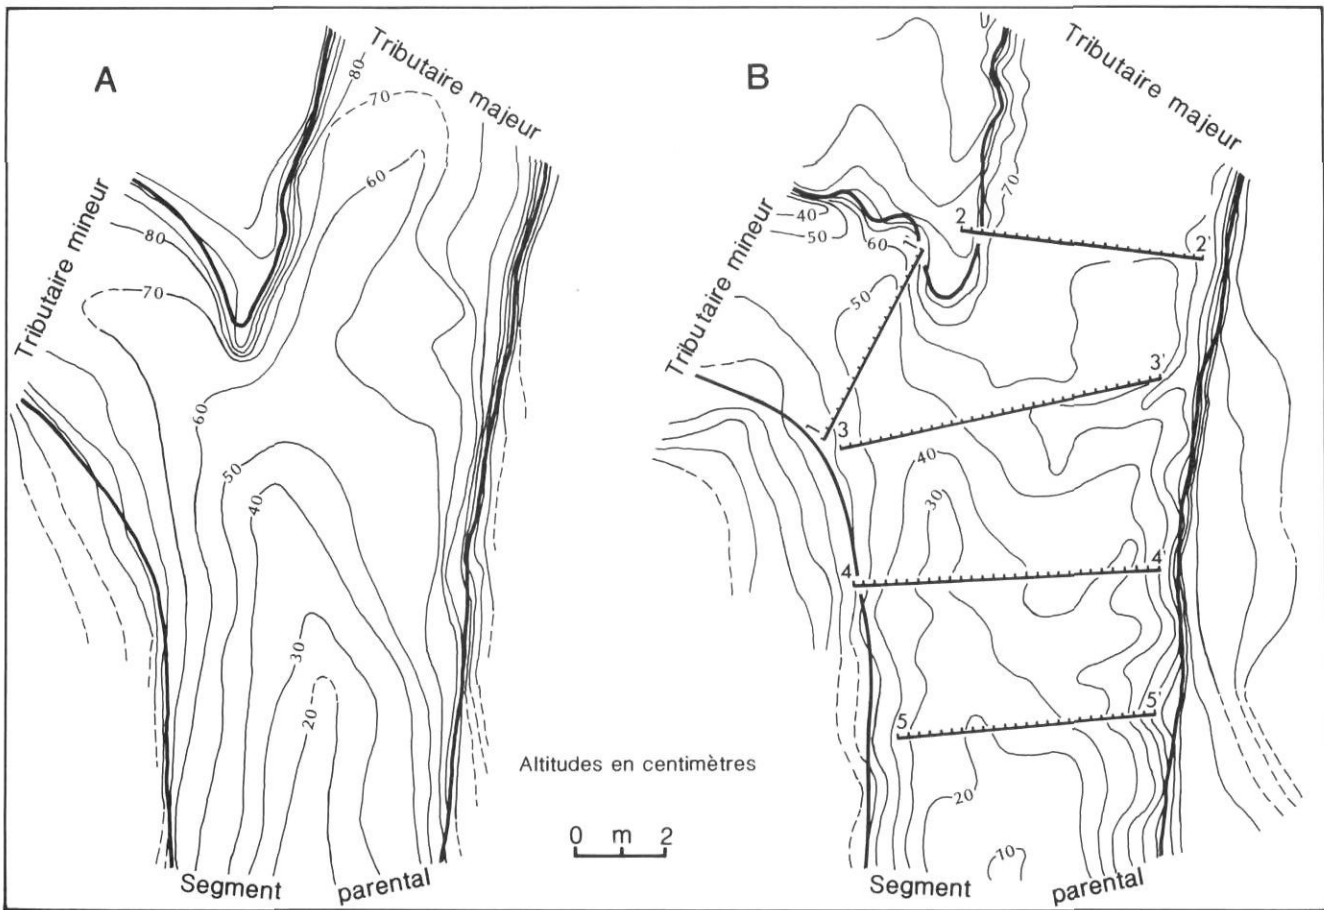 A
Tributaire majeur
Tributaire mineur
80
70
60
80
70
60
50
40
30
20
Segment parental
Altitudes en centimètres
0 m 2
B
Tributaire majeur
Tributaire mineur
70
40
50
60
50
2
2'
1'
1
3
3'
40
30
4
4'
5
5'
20
10
Segment parental